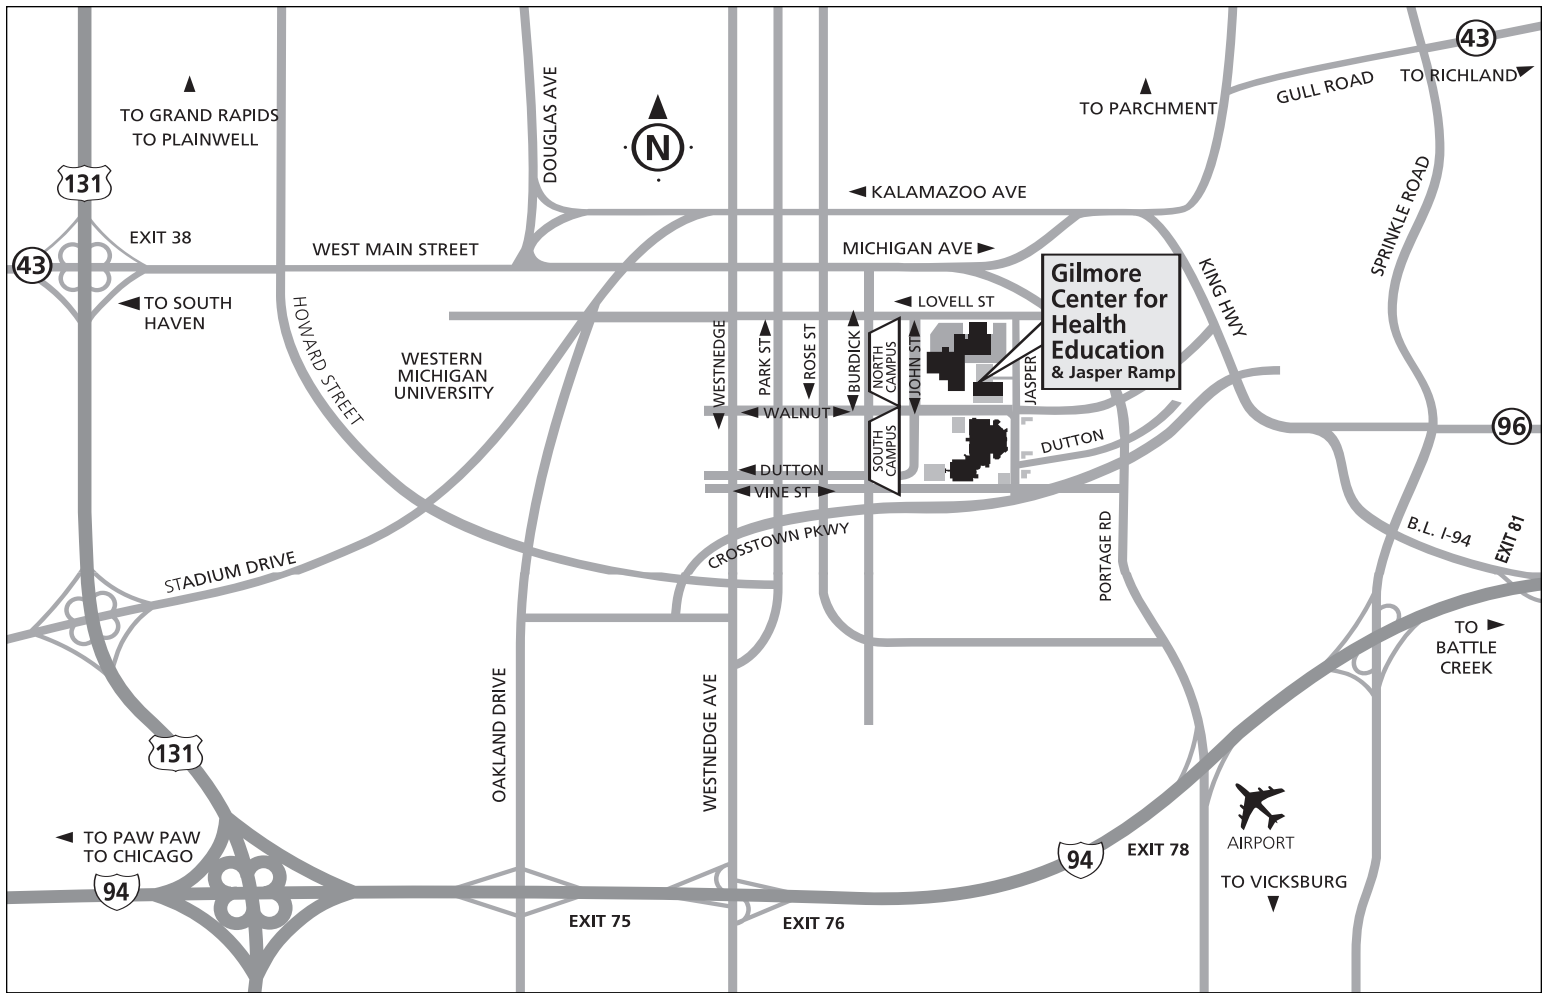 43
TO RICHLAND
GULL ROAD
TO PARCHMENT
TO GRAND RAPIDS
TO PLAINWELL
DOUGLAS AVE
N
131
KALAMAZOO AVE
SPRINKLE ROAD
EXIT 38
WEST MAIN STREET
MICHIGAN AVE
43
KING HWY
TO SOUTH
HAVEN
HOWARD STREET
LOVELL ST
Gilmore
Center for
Health
Education
& Jasper Ramp
WESTERN
MICHIGAN
UNIVERSITY
WESTNEDGE
PARK ST
ROSE ST
BURDICK
NORTH
CAMPUS
JOHN ST
JASPER
WALNUT
96
SOUTH
CAMPUS
DUTTON
DUTTON
VINE ST
CROSSTOWN PKWY
PORTAGE RD
B.L. I-94
EXIT 81
STADIUM DRIVE
TO
BATTLE
CREEK
OAKLAND DRIVE
WESTNEDGE AVE
131
TO PAW PAW
TO CHICAGO
94
94
EXIT 78
AIRPORT
TO VICKSBURG
EXIT 75
EXIT 76